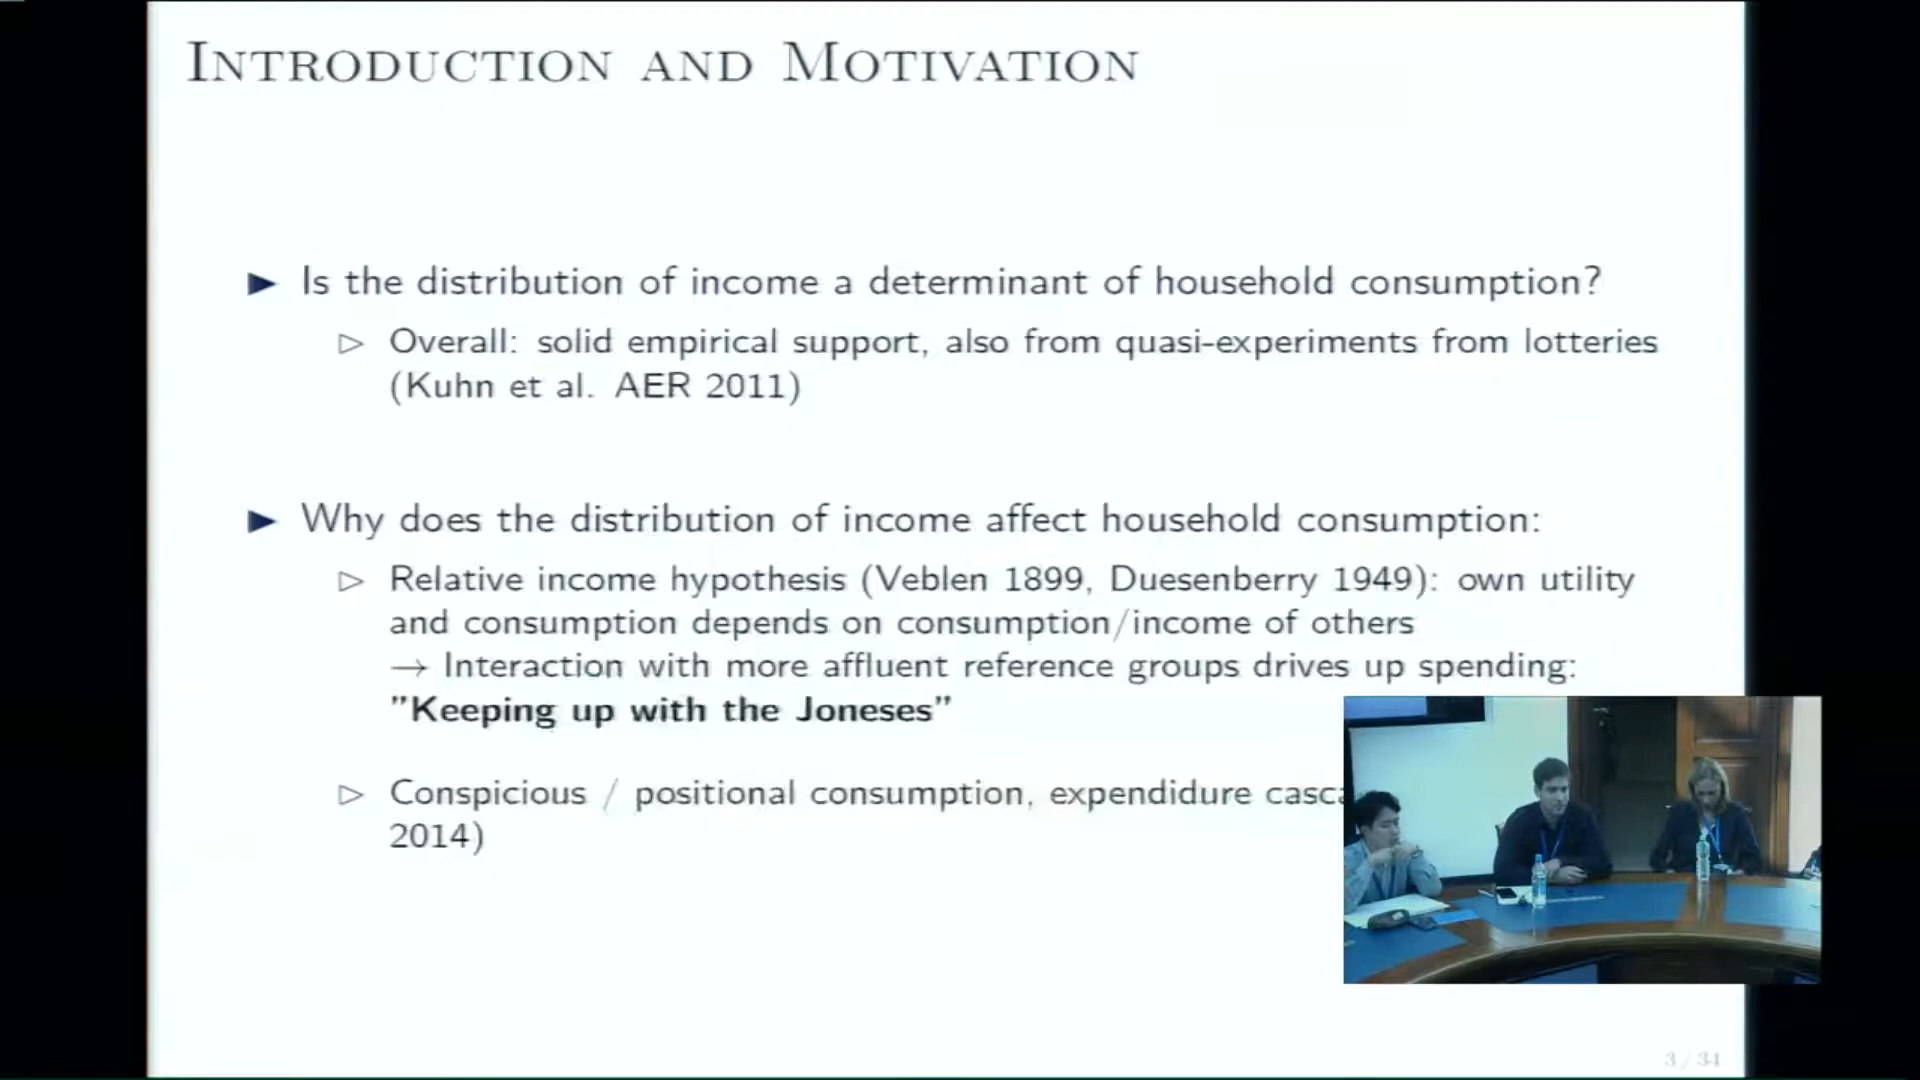 INTRODUCTION AND MOTIVATION
▶ Is the distribution of income a determinant of household consumption?
▷ Overall: solid empirical support, also from quasi-experiments from lotteries
(Kuhn et al. AER 2011)
▶ Why does the distribution of income affect household consumption:
▷ Relative income hypothesis (Veblen 1899, Duesenberry 1949): own utility
and consumption depends on consumption/income of others
→ Interaction with more affluent reference groups drives up spending:
"Keeping up with the Joneses"
▷ Conspicious / positional consumption, expendidure
2014)
3 / 34